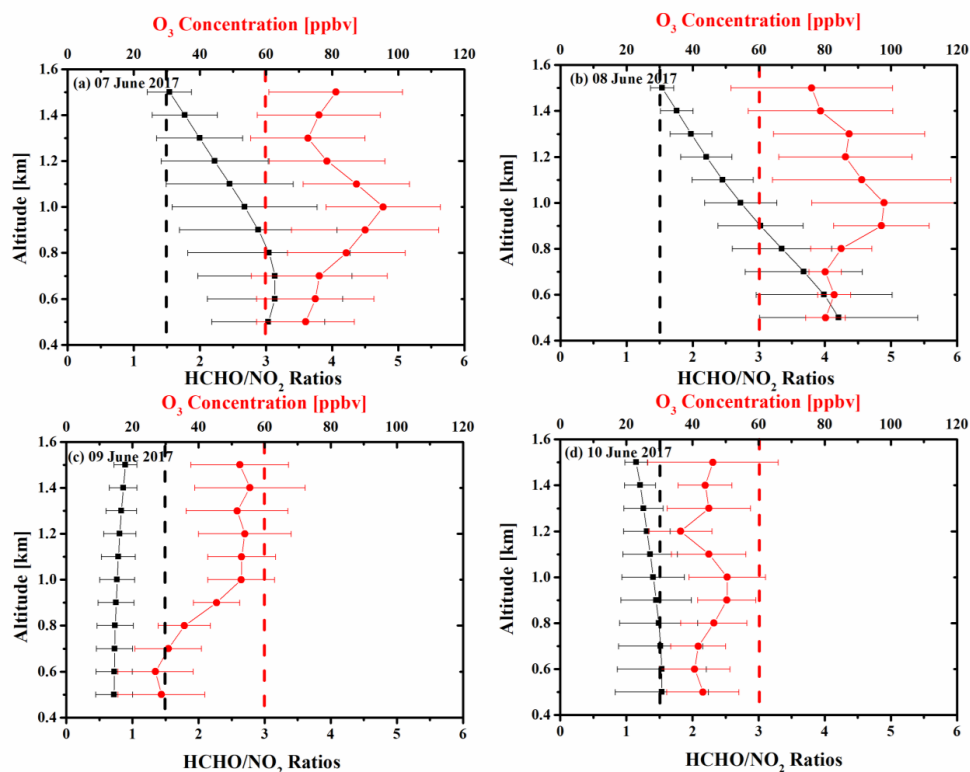 O₃ Concentration [ppbv]
0 20 40 60 80 100 120
(a) 07 June 2017
Altitude [km]
1.6
1.4
1.2
1.0
0.8
0.6
0.4
0 1 2 3 4 5 6
HCHO/NO₂ Ratios
O₃ Concentration [ppbv]
0 20 40 60 80 100 120
(b) 08 June 2017
Altitude [km]
1.6
1.4
1.2
1.0
0.8
0.6
0.4
0 1 2 3 4 5 6
HCHO/NO₂ Ratios
O₃ Concentration [ppbv]
0 20 40 60 80 100 120
(c) 09 June 2017
Altitude [km]
1.6
1.4
1.2
1.0
0.8
0.6
0.4
0 1 2 3 4 5 6
HCHO/NO₂ Ratios
O₃ Concentration [ppbv]
0 20 40 60 80 100 120
(d) 10 June 2017
Altitude [km]
1.6
1.4
1.2
1.0
0.8
0.6
0.4
0 1 2 3 4 5 6
HCHO/NO₂ Ratios